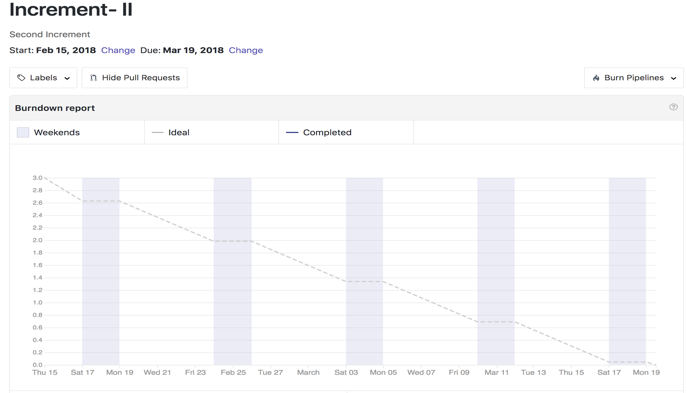 Increment- II
Second Increment
Start: Feb 15, 2018 Change Due: Mar 19, 2018 Change
Labels Hide Pull Requests Burn Pipelines
Burndown report
Weekends Ideal Completed
3.0
2.8
2.6
2.4
2.2
2.0
1.8
1.6
1.4
1.2
1.0
0.8
0.6
0.4
0.2
0.0
Thu 15 Sat 17 Mon 19 Wed 21 Fri 23 Feb 25 Tue 27 March Sat 03 Mon 05 Wed 07 Fri 09 Mar 11 Tue 13 Thu 15 Sat 17 Mon 19